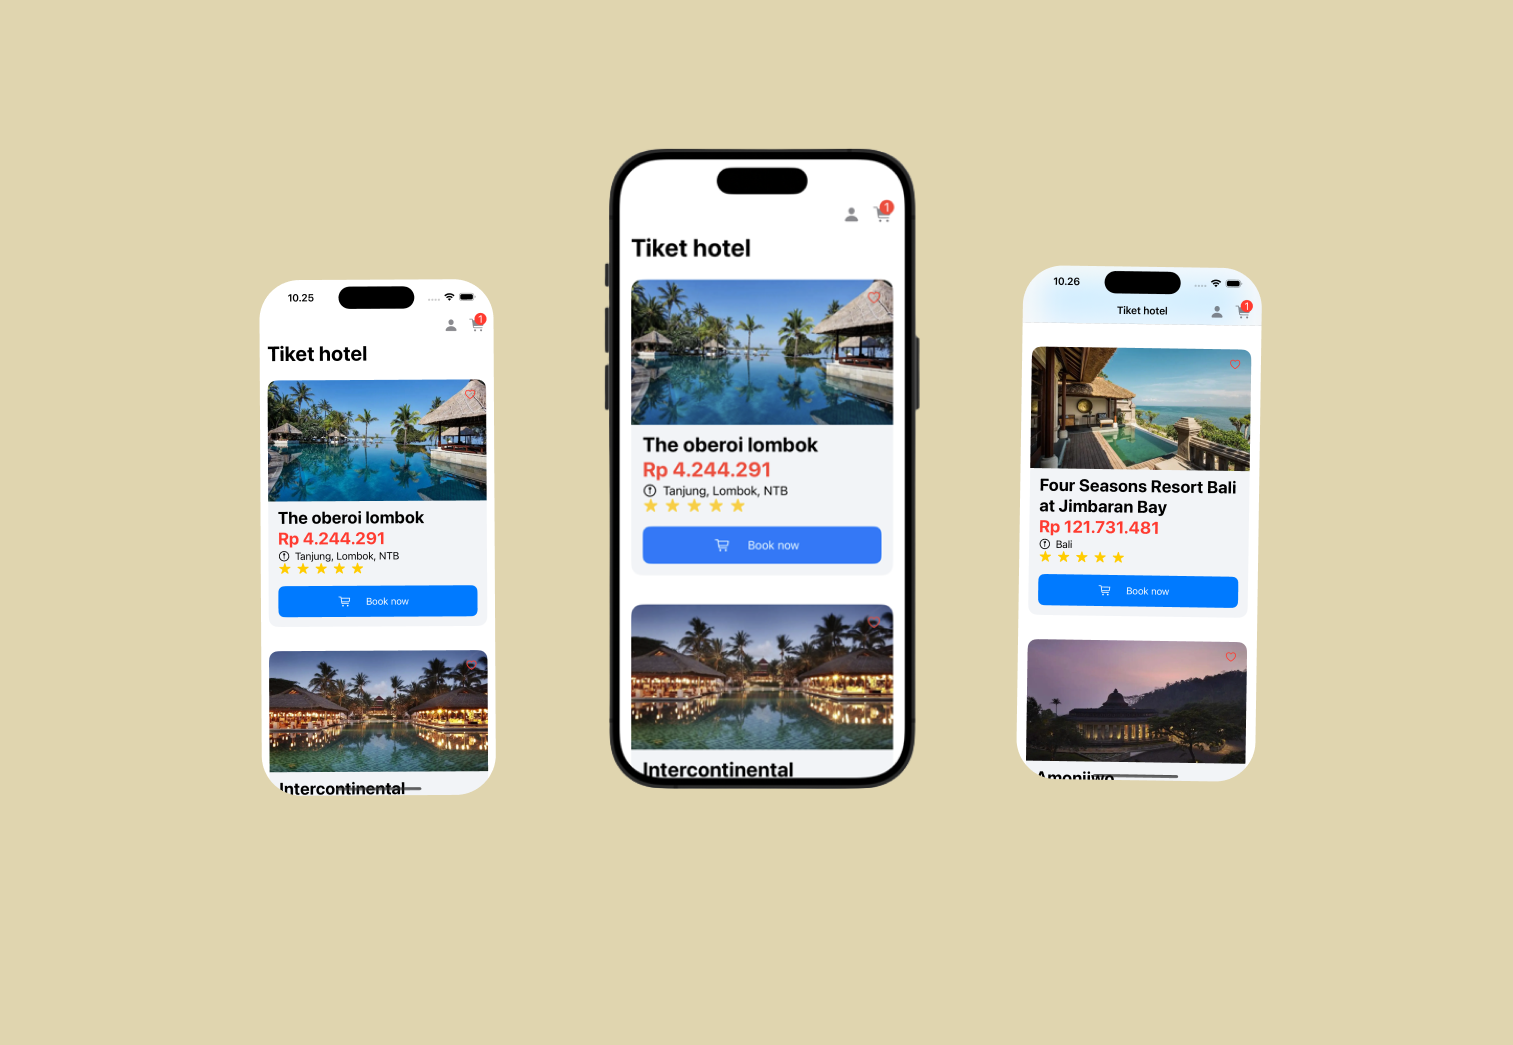 10.25
1
Tiket hotel
The oberoi lombok
Rp 4.244.291
Tanjung, Lombok, NTB
Book now
Intercontinental
1
Tiket hotel
The oberoi lombok
Rp 4.244.291
Tanjung, Lombok, NTB
Book now
Intercontinental
10.26
Tiket hotel
1
Four Seasons Resort Bali
at Jimbaran Bay
Rp 121.731.481
Bali
Book now